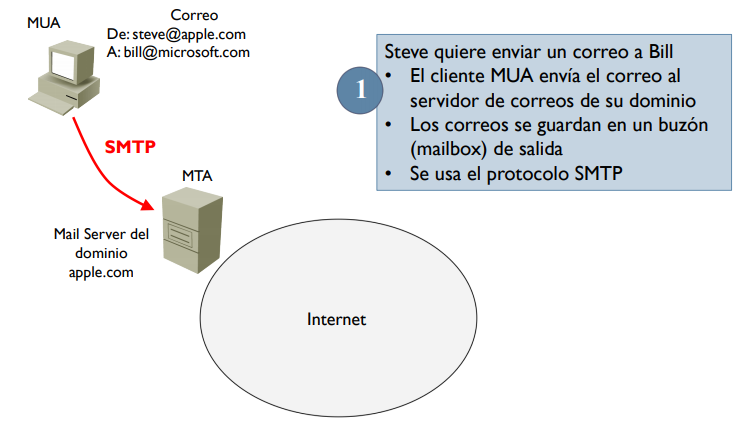 MUA
Correo
De: steve@apple.com
A: bill@microsoft.com
SMTP
MTA
Mail Server del
dominio
apple.com
Internet
1
Steve quiere enviar un correo a Bill
• El cliente MUA envía el correo al
servidor de correos de su dominio
• Los correos se guardan en un buzón
(mailbox) de salida
• Se usa el protocolo SMTP